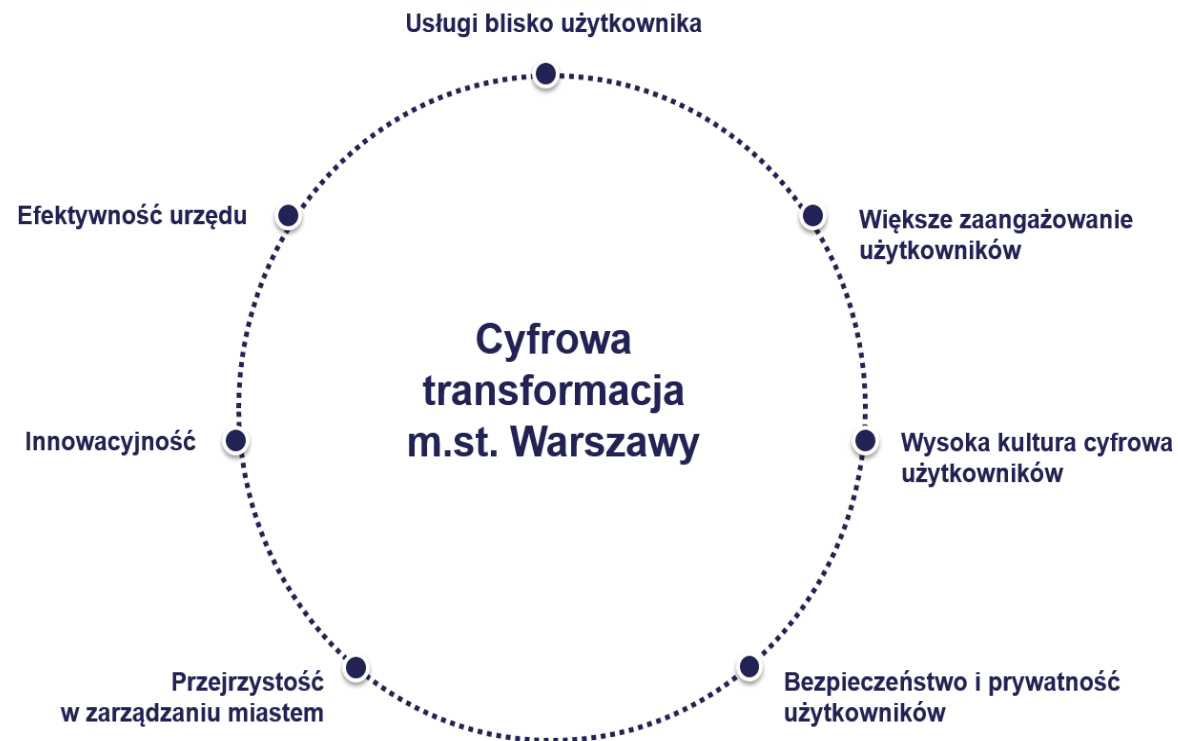 Usługi blisko użytkownika
Efektywność urzędu
Większe zaangażowanie
użytkowników
Cyfrowa
transformacja
m.st. Warszawy
Innowacyjność
Wysoka kultura cyfrowa
użytkowników
Przejrzystość
w zarządzaniu miastem
Bezpieczeństwo i prywatność
użytkowników